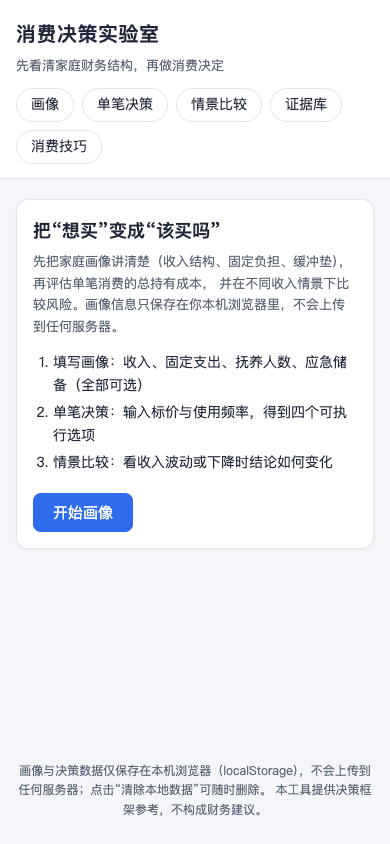 消费决策实验室
先看清家庭财务结构，再做消费决定
画像
单笔决策
情景比较
证据库
消费技巧
把“想买”变成“该买吗”
先把家庭画像讲清楚（收入结构、固定负担、缓冲垫），
再评估单笔消费的总持有成本， 并在不同收入情景下比
较风险。画像信息只保存在你本机浏览器里，不会上传
到任何服务器。
1. 填写画像：收入、固定支出、抚养人数、应急储
备（全部可选）
2. 单笔决策：输入标价与使用频率，得到四个可执
行选项
3. 情景比较：看收入波动或下降时结论如何变化
开始画像
画像与决策数据仅保存在本机浏览器（localStorage），不会上传到
任何服务器；点击“清除本地数据”可随时删除。 本工具提供决策框
架参考，不构成财务建议。